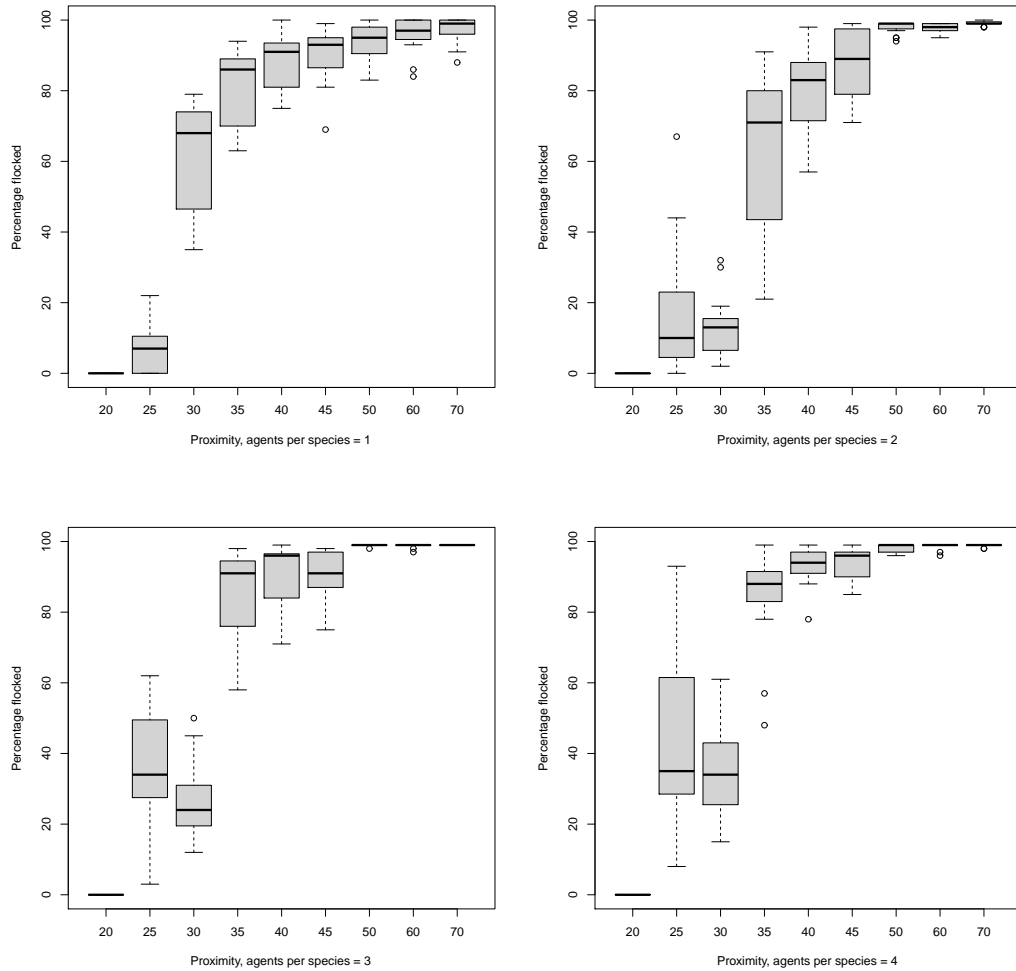 100
80
60
40
20
0
Percentage flocked
20 25 30 35 40 45 50 60 70
Proximity, agents per species = 1
100
80
60
40
20
0
Percentage flocked
20 25 30 35 40 45 50 60 70
Proximity, agents per species = 2
100
80
60
40
20
0
Percentage flocked
20 25 30 35 40 45 50 60 70
Proximity, agents per species = 3
100
80
60
40
20
0
Percentage flocked
20 25 30 35 40 45 50 60 70
Proximity, agents per species = 4